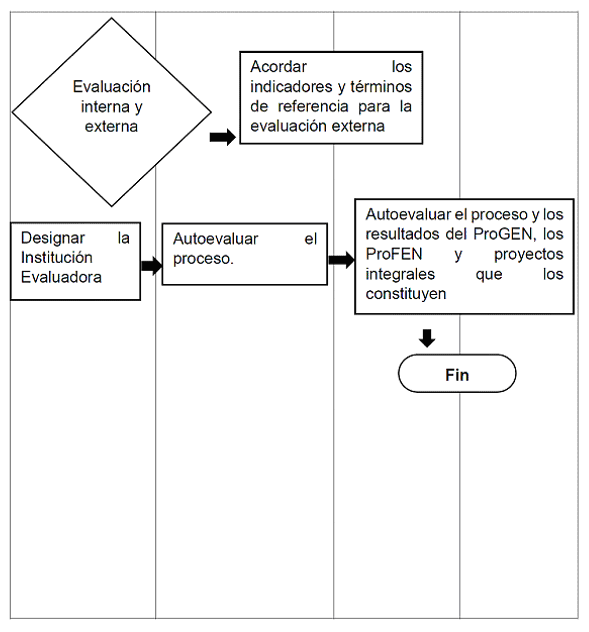 Evaluación
interna y
externa
Acordar los
indicadores y términos
de referencia para la
evaluación externa
Designar la
Institución
Evaluadora
Autoevaluar el
proceso.
Autoevaluar el proceso y los
resultados del ProGEN, los
ProFEN y proyectos
integrales que los
constituyen
Fin